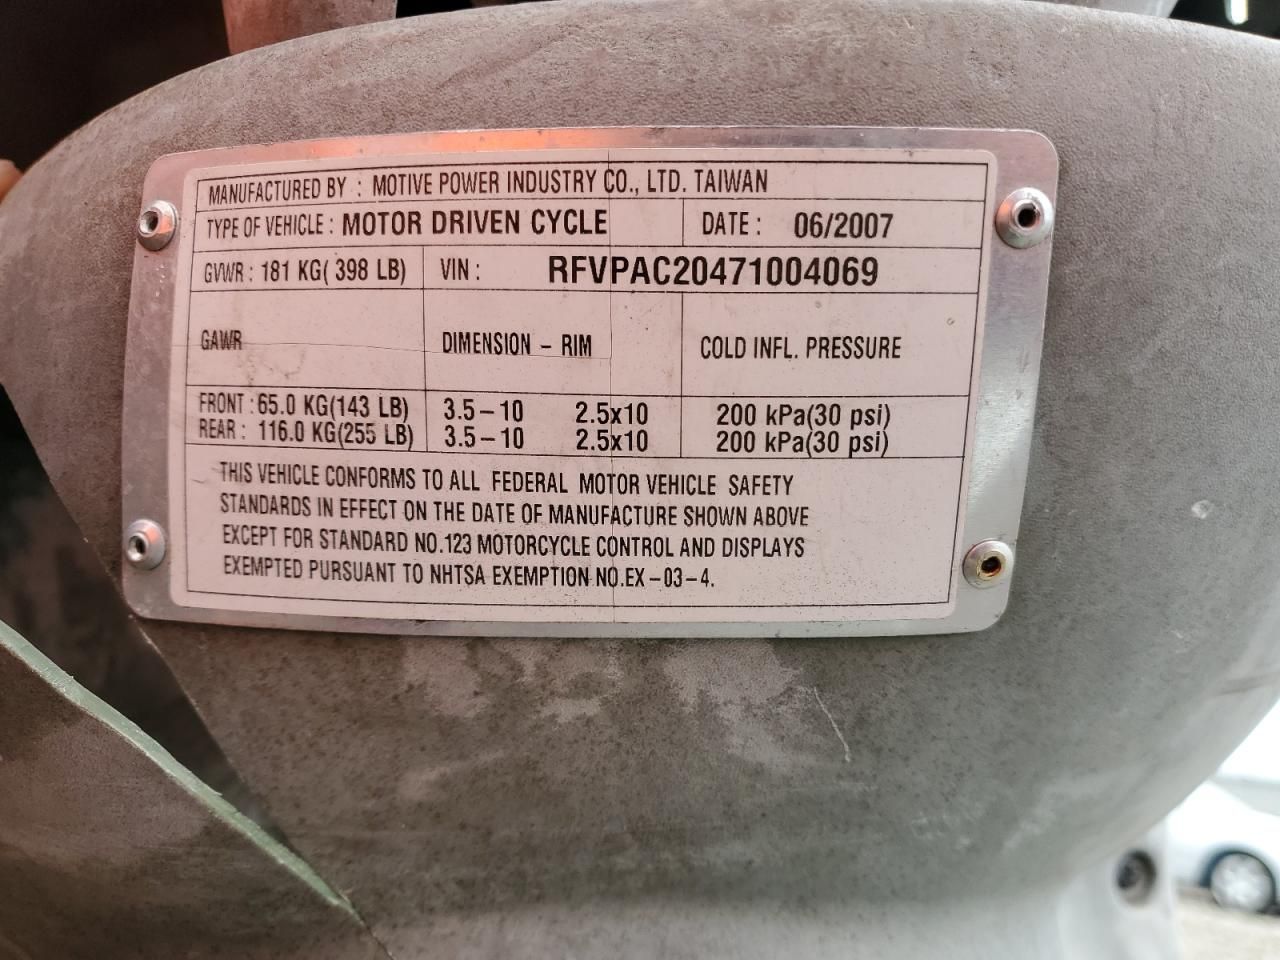 MANUFACTURED BY : MOTIVE POWER INDUSTRY CO., LTD. TAIWAN
TYPE OF VEHICLE : MOTOR DRIVEN CYCLE DATE : 06/2007
GVWR : 181 KG( 398 LB) VIN : RFVPAC20471004069
GAWR DIMENSION - RIM COLD INFL. PRESSURE
FRONT : 65.0 KG(143 LB) 3.5-10 2.5x10 200 kPa(30 psi)
REAR : 116.0 KG(255 LB) 3.5-10 2.5x10 200 kPa(30 psi)
THIS VEHICLE CONFORMS TO ALL FEDERAL MOTOR VEHICLE SAFETY
STANDARDS IN EFFECT ON THE DATE OF MANUFACTURE SHOWN ABOVE
EXCEPT FOR STANDARD NO.123 MOTORCYCLE CONTROL AND DISPLAYS
EXEMPTED PURSUANT TO NHTSA EXEMPTION NO.EX-03-4.